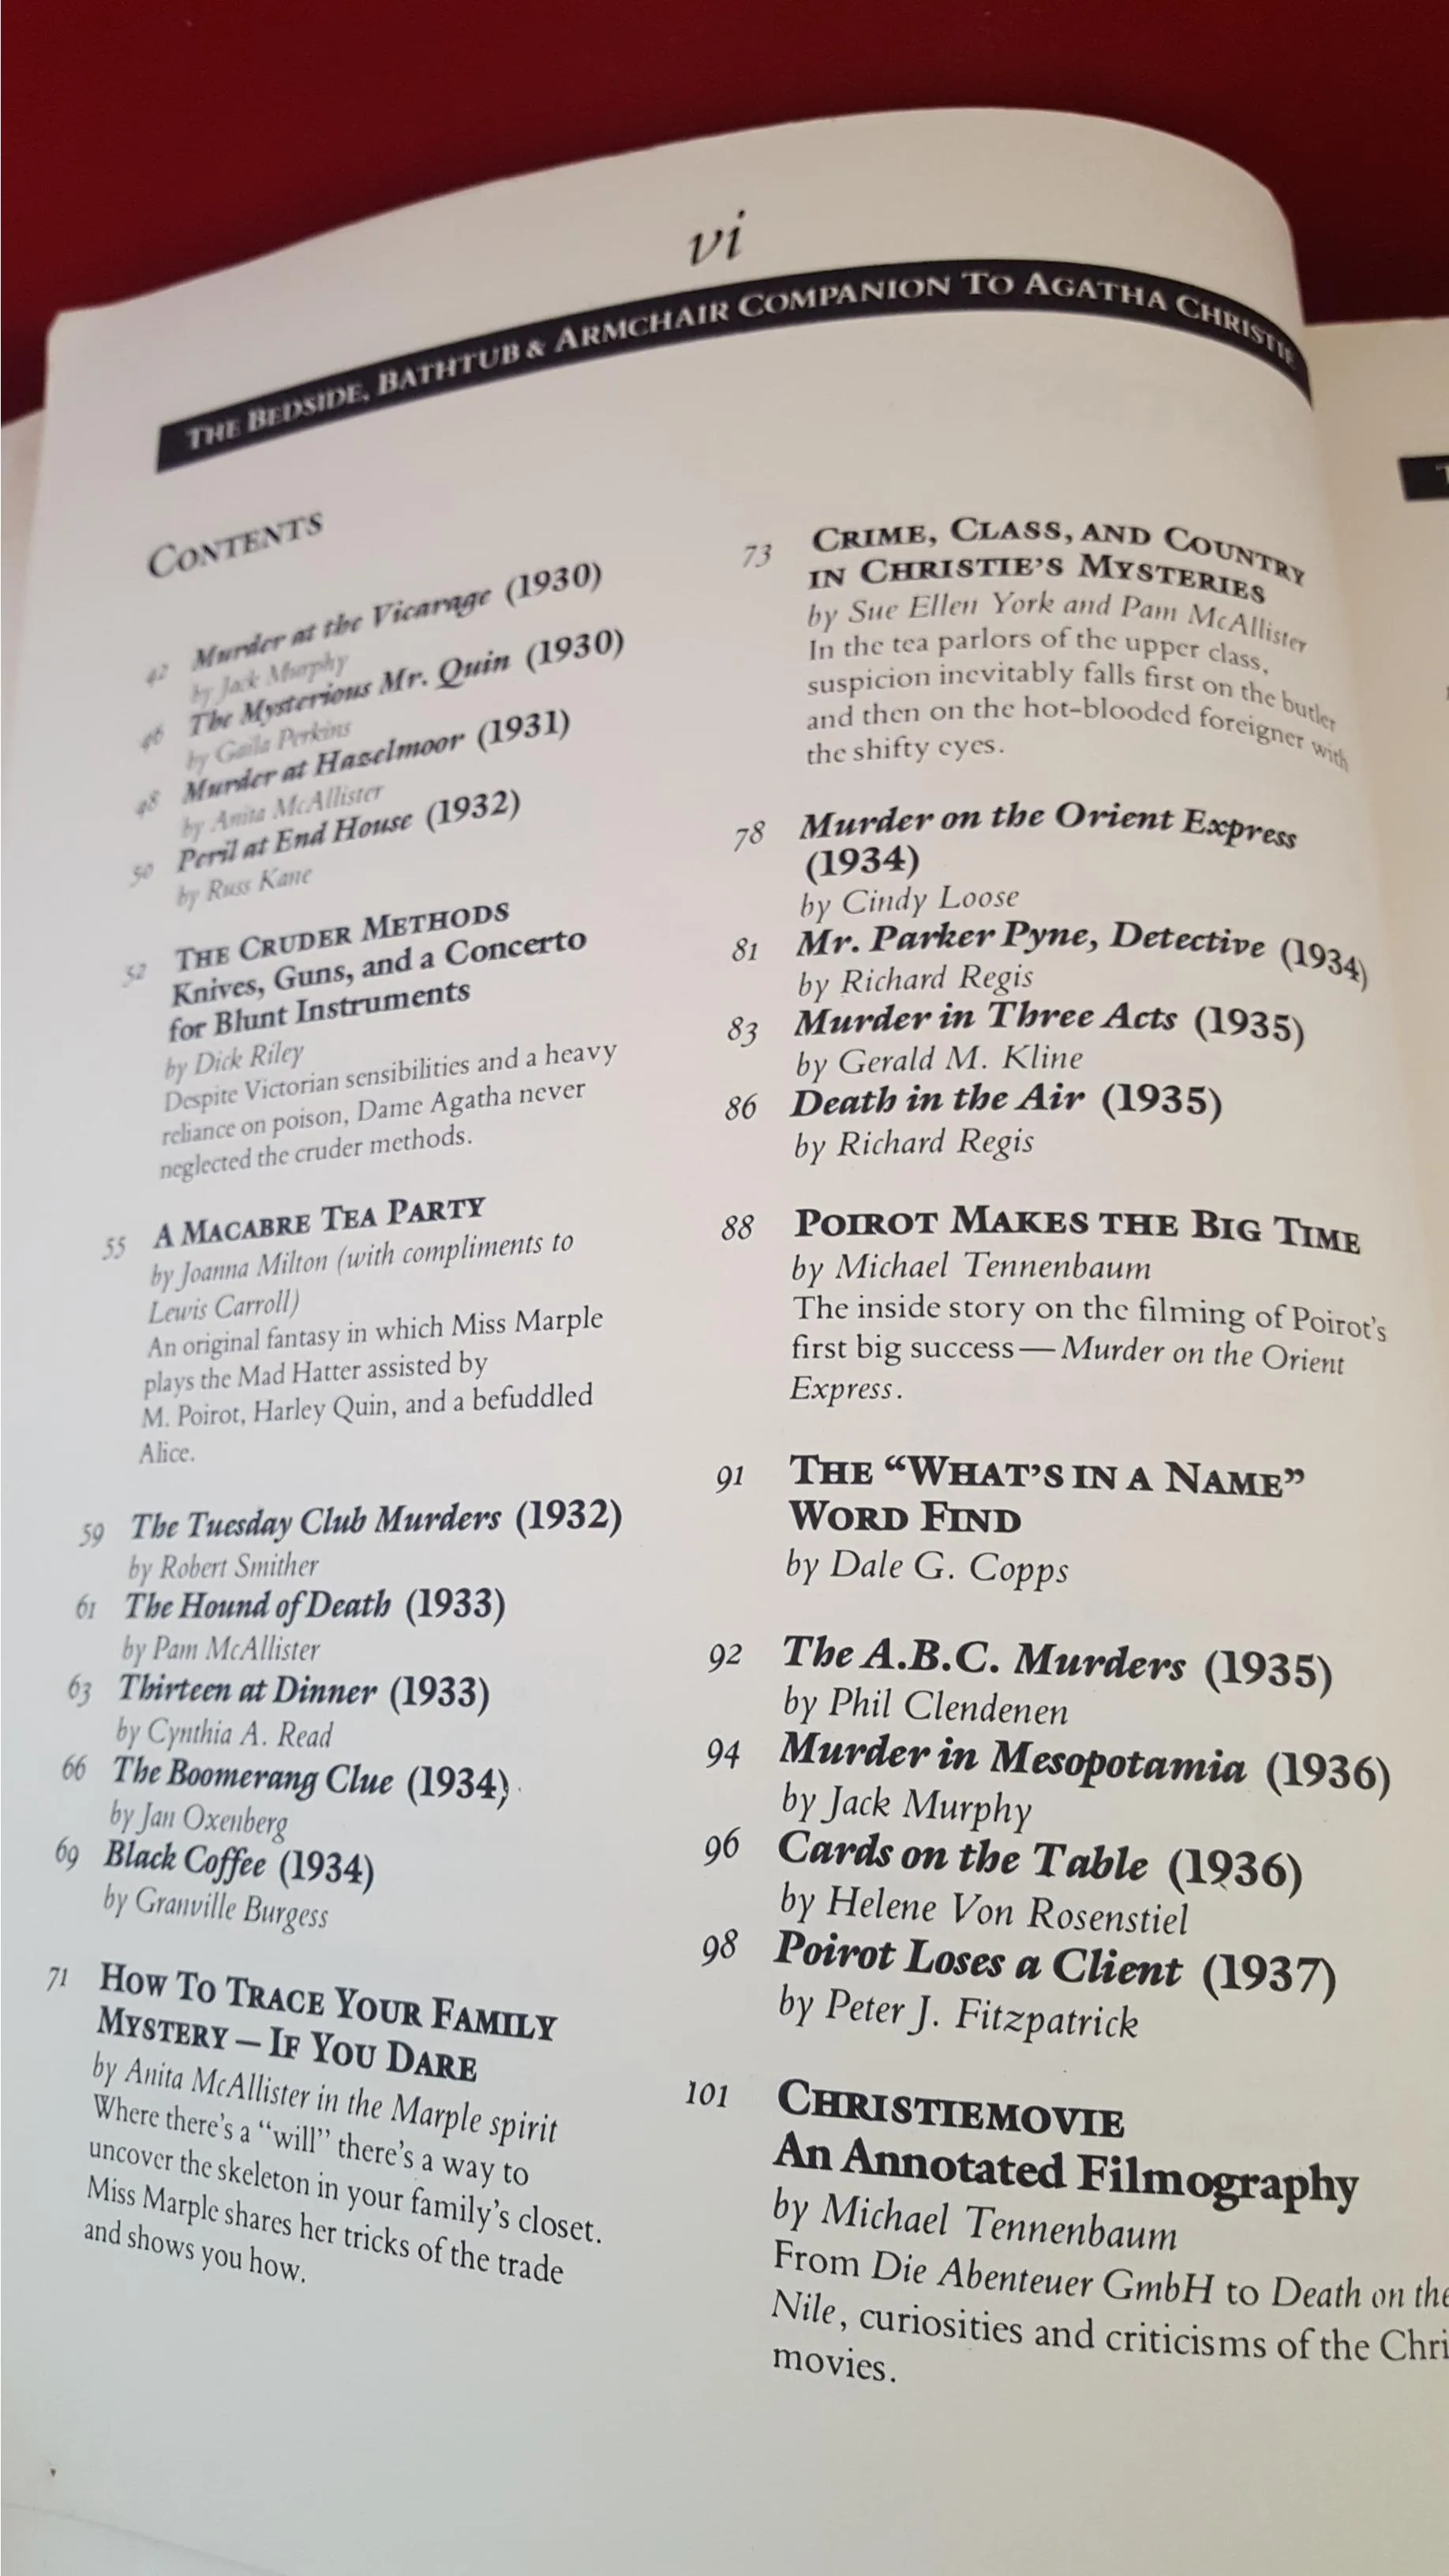 vi
THE BEDSIDE, BATHTUB & ARMCHAIR COMPANION TO AGATHA CHRISTIE
CONTENTS
42 Murder at the Vicarage (1930)
by Jack Murphy
46 The Mysterious Mr. Quin (1930)
by Gaila Perkins
48 Murder at Hazelmoor (1931)
by Anita McAllister
50 Peril at End House (1932)
by Russ Kane
52 THE CRUDER METHODS
Knives, Guns, and a Concerto
for Blunt Instruments
by Dick Riley
Despite Victorian sensibilities and a heavy
reliance on poison, Dame Agatha never
neglected the cruder methods.
55 A MACABRE TEA PARTY
by Joanna Milton (with compliments to
Lewis Carroll)
An original fantasy in which Miss Marple
plays the Mad Hatter assisted by
M. Poirot, Harley Quin, and a befuddled
Alice.
59 The Tuesday Club Murders (1932)
by Robert Smither
61 The Hound of Death (1933)
by Pam McAllister
63 Thirteen at Dinner (1933)
by Cynthia A. Read
66 The Boomerang Clue (1934)
by Jan Oxenberg
69 Black Coffee (1934)
by Granville Burgess
71 HOW TO TRACE YOUR FAMILY
MYSTERY — IF YOU DARE
by Anita McAllister in the Marple spirit
Where there's a "will" there's a way to
uncover the skeleton in your family's closet.
Miss Marple shares her tricks of the trade
and shows you how.
73 CRIME, CLASS, AND COUNTRY
IN CHRISTIE'S MYSTERIES
by Sue Ellen York and Pam McAllister
In the tea parlors of the upper class,
suspicion inevitably falls first on the butler
and then on the hot-blooded foreigner with
the shifty eyes.
78 Murder on the Orient Express
(1934)
by Cindy Loose
81 Mr. Parker Pyne, Detective (1934)
by Richard Regis
83 Murder in Three Acts (1935)
by Gerald M. Kline
86 Death in the Air (1935)
by Richard Regis
88 POIROT MAKES THE BIG TIME
by Michael Tennenbaum
The inside story on the filming of Poirot's
first big success—Murder on the Orient
Express.
91 THE "WHAT'S IN A NAME"
WORD FIND
by Dale G. Copps
92 The A.B.C. Murders (1935)
by Phil Clendenen
94 Murder in Mesopotamia (1936)
by Jack Murphy
96 Cards on the Table (1936)
by Helene Von Rosenstiel
98 Poirot Loses a Client (1937)
by Peter J. Fitzpatrick
101 CHRISTIEMOVIE
An Annotated Filmography
by Michael Tennenbaum
From Die Abenteuer GmbH to Death on the
Nile, curiosities and criticisms of the Chri
movies.